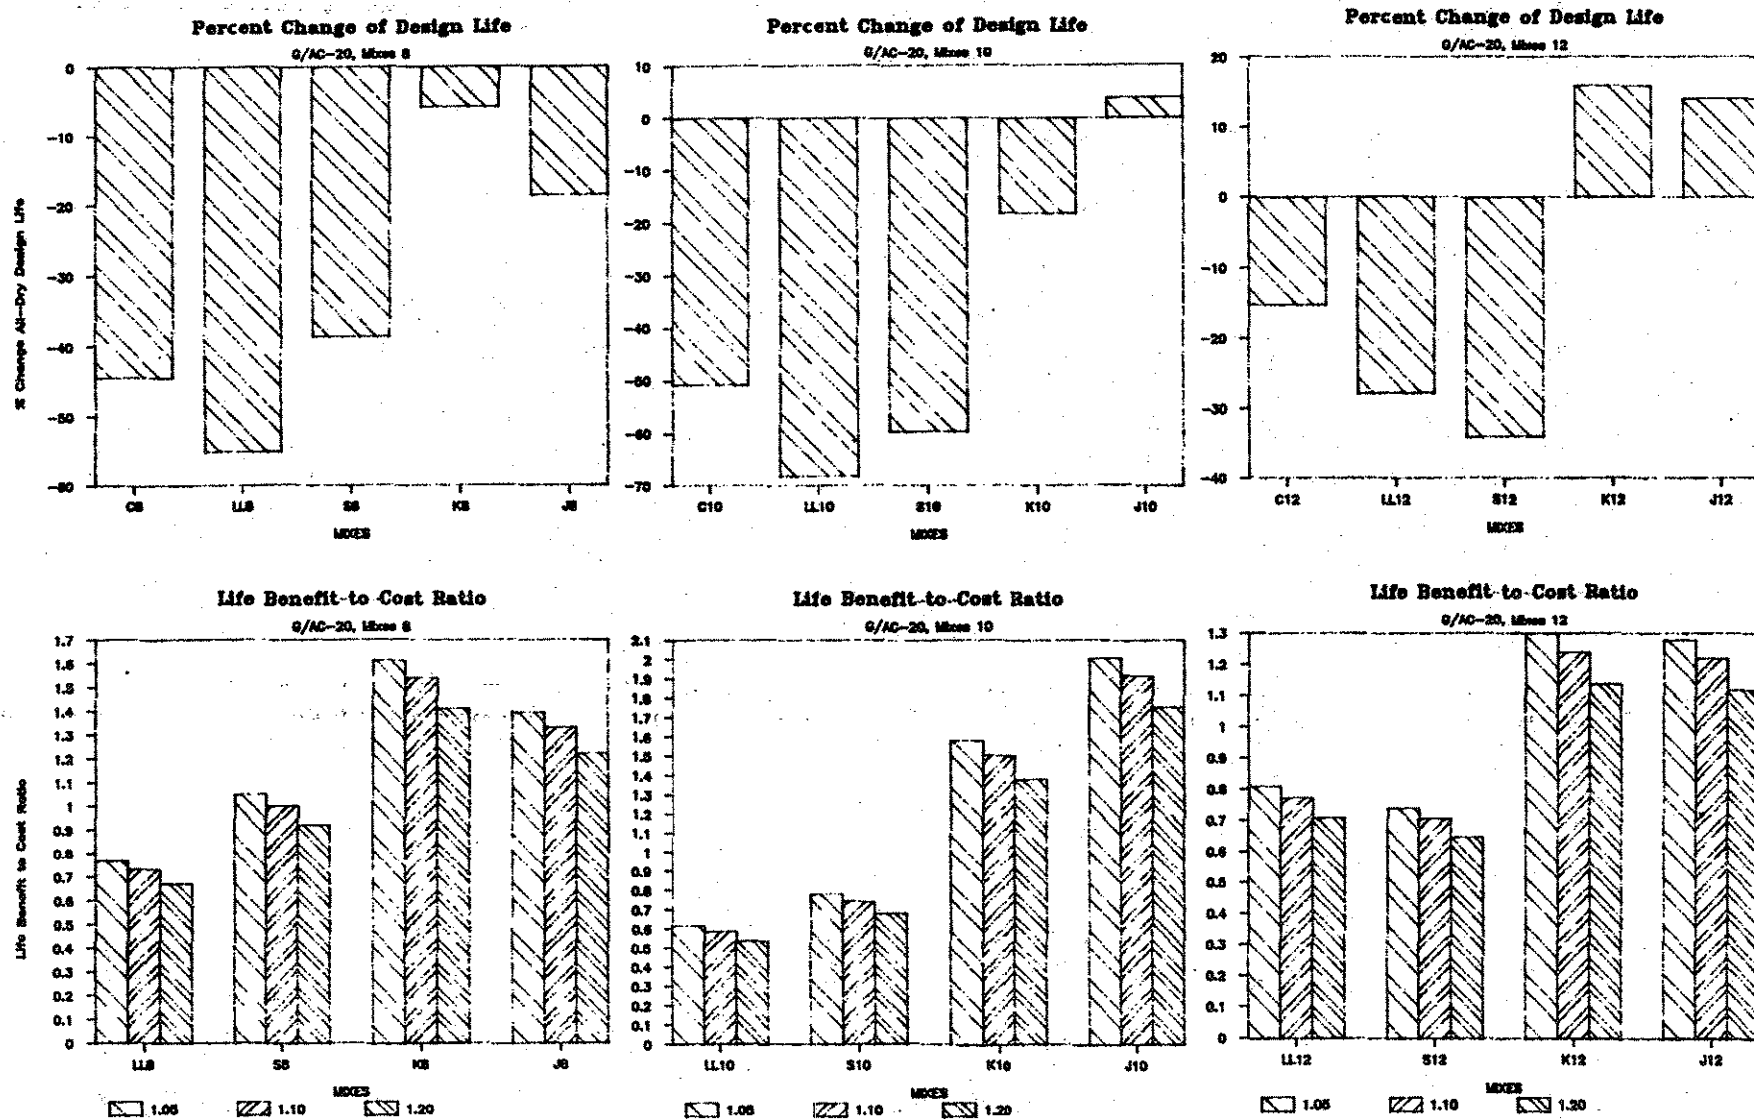 Percent Change of Design Life
G/AC-20, Mixes 8
0
-10
-20
-30
-40
-50
-60
% Change All-Dry Design Life
C8
LL8
S8
K8
J8
MIXES
Percent Change of Design Life
G/AC-20, Mixes 10
10
0
-10
-20
-30
-40
-50
-60
-70
C10
LL10
S10
K10
J10
MIXES
Percent Change of Design Life
G/AC-20, Mixes 12
20
10
0
-10
-20
-30
-40
C12
LL12
S12
K12
J12
MIXES
Life Benefit-to-Cost Ratio
G/AC-20, Mixes 8
1.7
1.6
1.5
1.4
1.3
1.2
1.1
1
0.9
0.8
0.7
0.6
0.5
0.4
0.3
0.2
0.1
0
Life Benefit to Cost Ratio
LL8
S8
K8
J8
MIXES
1.05
1.10
1.20
Life Benefit-to-Cost Ratio
G/AC-20, Mixes 10
2.1
2
1.9
1.8
1.7
1.6
1.5
1.4
1.3
1.2
1.1
1
0.9
0.8
0.7
0.6
0.5
0.4
0.3
0.2
0.1
0
LL10
S10
K10
J10
MIXES
1.05
1.10
1.20
Life Benefit-to-Cost Ratio
G/AC-20, Mixes 12
1.3
1.2
1.1
1
0.9
0.8
0.7
0.6
0.5
0.4
0.3
0.2
0.1
0
LL12
S12
K12
J12
MIXES
1.05
1.10
1.20